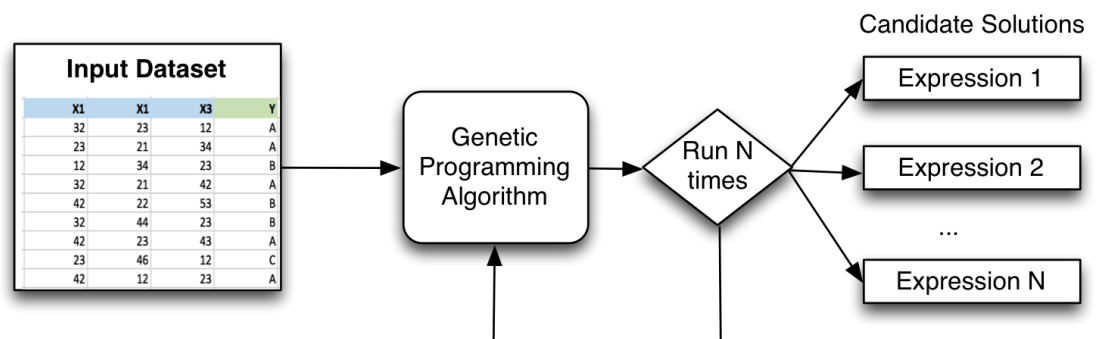 Candidate Solutions
Input Dataset
X1 X1 X3 Y
32 23 12 A
23 21 34 A
12 34 23 B
32 21 42 A
42 22 53 B
32 44 23 B
42 23 43 A
23 46 12 C
42 12 23 A
Genetic
Programming
Algorithm
Run N
times
Expression 1
Expression 2
...
Expression N